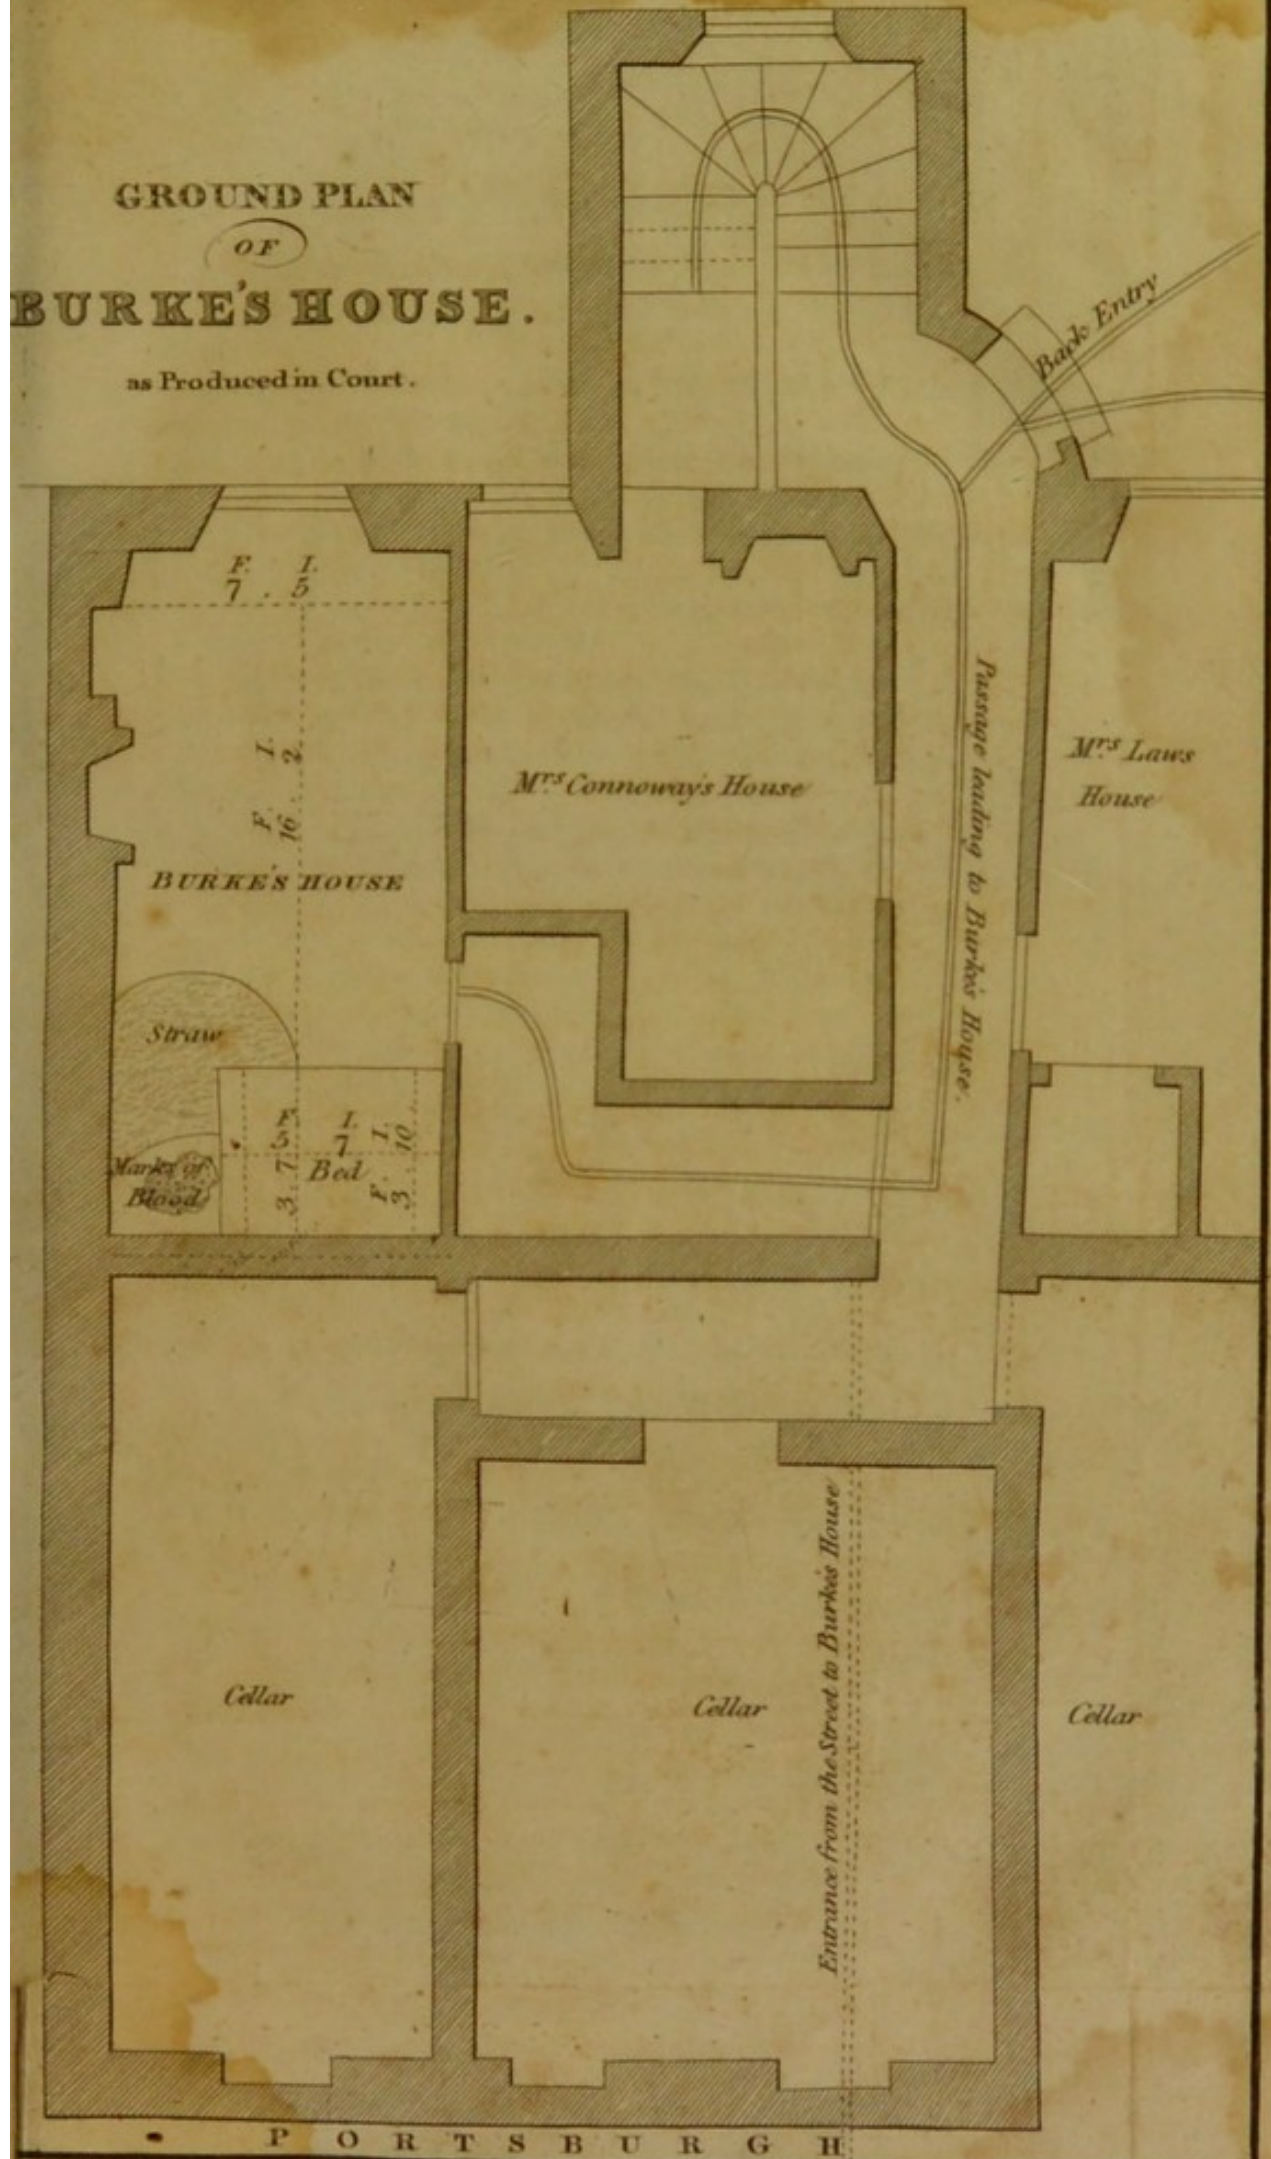 GROUND PLAN
OF
BURKE'S HOUSE.
as Produced in Court.
Back Entry
F. I.
7 . 5
F. I.
16 . 2
BURKE'S HOUSE
Mrs Connoway's House
Passage leading to Burke's House.
Mrs Laws
House
Straw
Marks of
Blood
F. I.
5 7
3 . 7
Bed
F. I.
3 . 10
Cellar
Cellar
Cellar
Entrance from the Street to Burke's House
PORTSBURGH